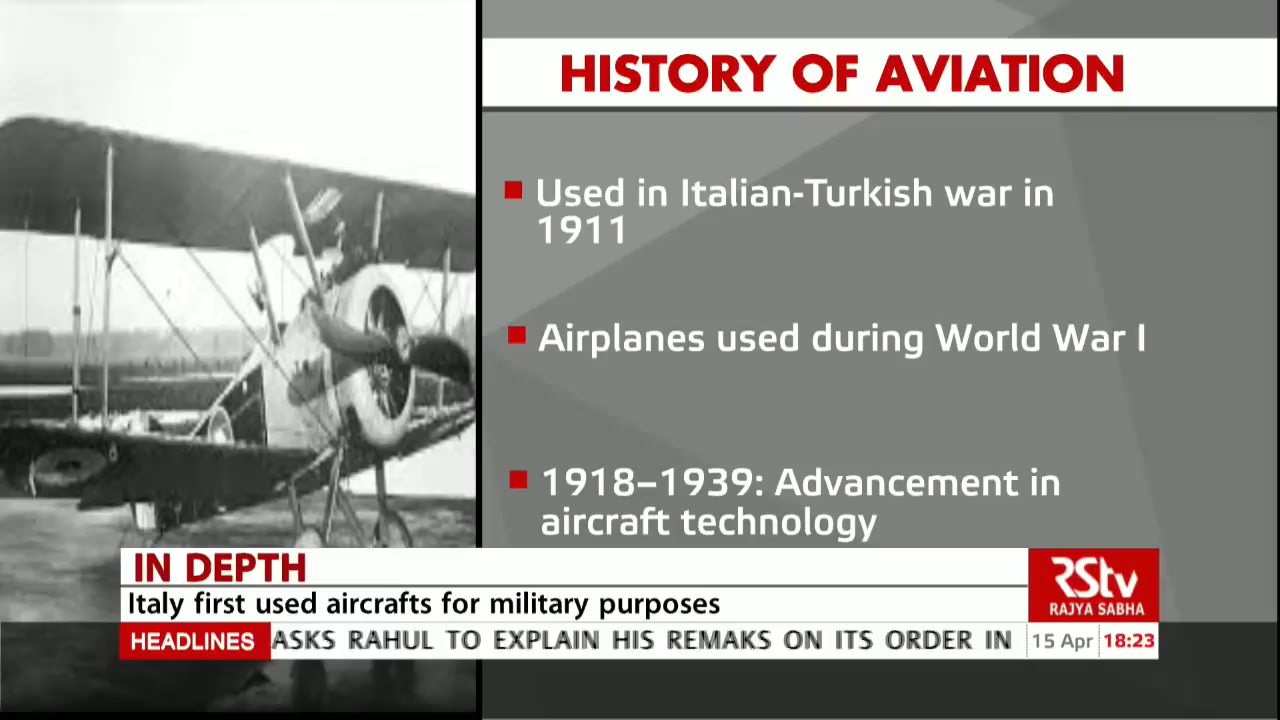 HISTORY OF AVIATION
Used in Italian-Turkish war in
1911
Airplanes used during World War I
1918–1939: Advancement in
aircraft technology
IN DEPTH
Italy first used aircrafts for military purposes
RStv
RAJYA SABHA
HEADLINES
ASKS RAHUL TO EXPLAIN HIS REMAKS ON ITS ORDER IN
15 Apr
18:23